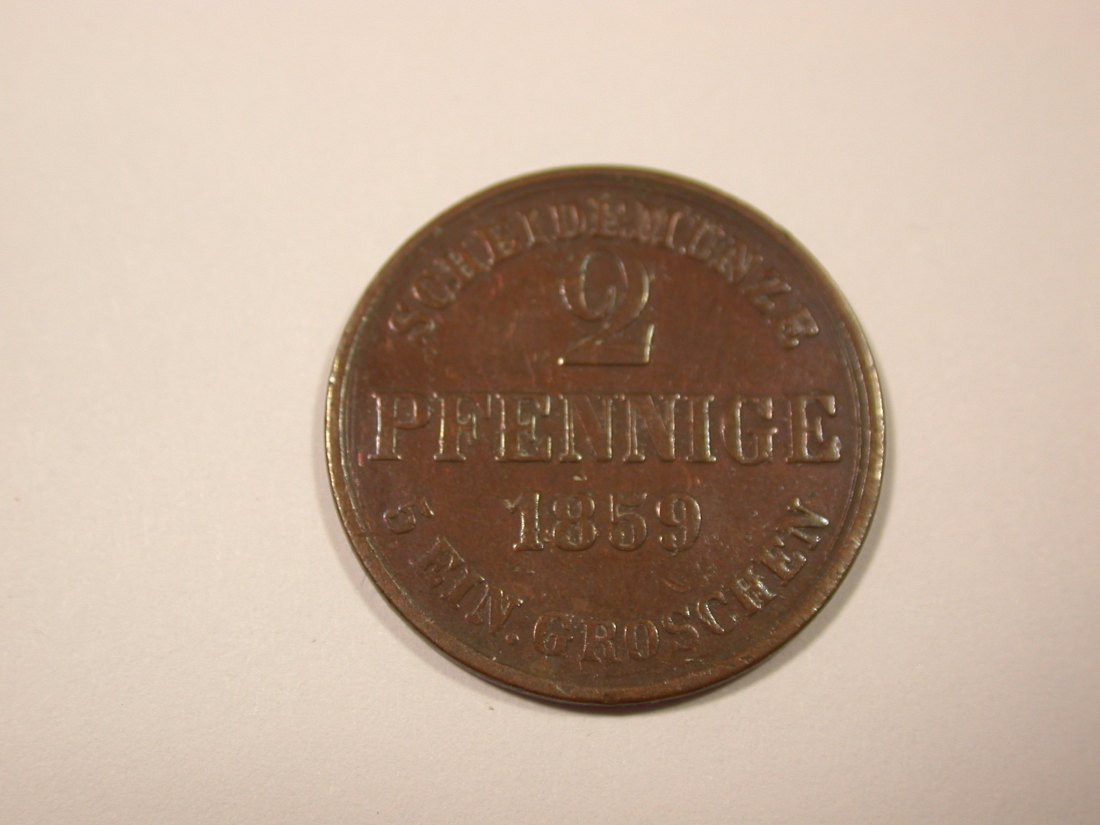 SCHEIDEMÜNZE
2
PFENNIGE
1859
5 EIN. GROSCHEN